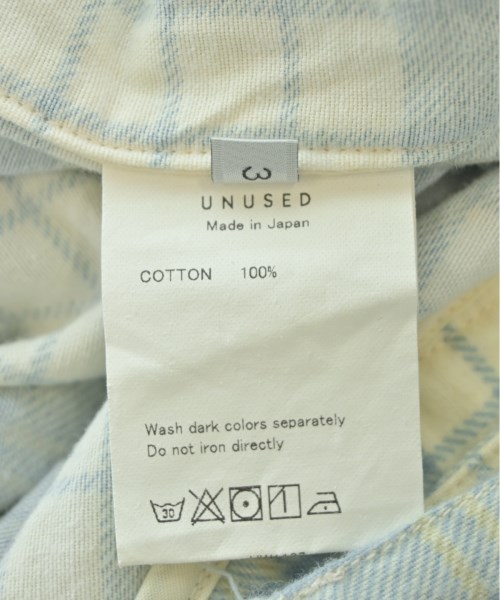 3
UNUSED
Made in Japan
COTTON 100%
Wash dark colors separately
Do not iron directly
30